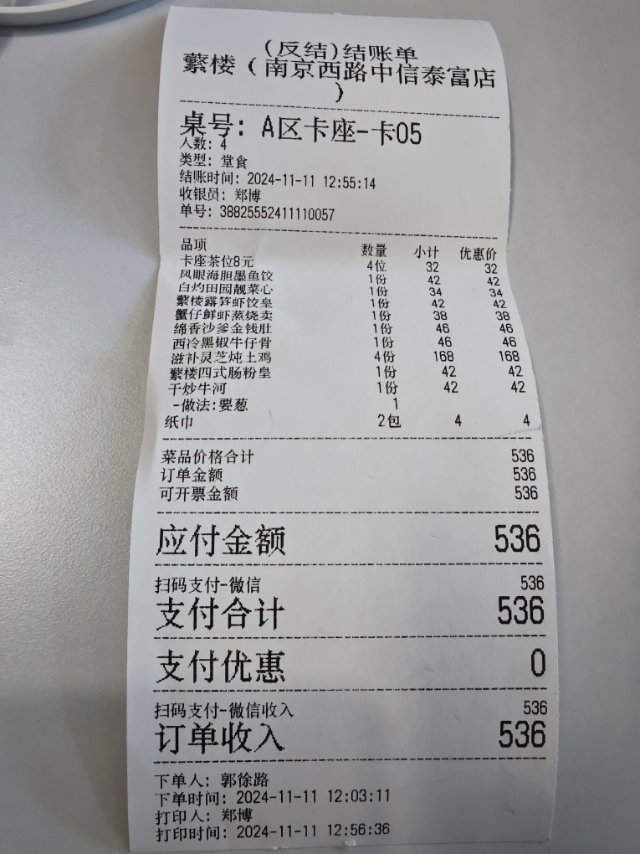 (反结)结账单
蘩楼(南京西路中信泰富店
)
桌号: A区卡座-卡05
人数: 4
类型: 堂食
结账时间: 2024-11-11 12:55:14
收银员: 郑博
单号: 38825552411110057
品项 数量 小计 优惠价
卡座茶位8元 4位 32 32
凤眼海胆墨鱼饺 1份 42 42
白灼田园靓菜心 1份 34 34
蘩楼露笋虾饺皇 1份 42 42
蟹仔鲜虾蒸烧卖 1份 38 38
绵香沙爹金钱肚 1份 46 46
西冷黑椒牛仔骨 1份 46 46
滋补灵芝炖土鸡 4份 168 168
蘩楼四式肠粉皇 1份 42 42
干炒牛河 1份 42 42
-做法:要葱 1
纸巾 2包 4 4
菜品价格合计 536
订单金额 536
可开票金额 536
应付金额 536
扫码支付-微信 536
支付合计 536
支付优惠 0
扫码支付-微信收入 536
订单收入 536
下单人: 郭徐路
下单时间: 2024-11-11 12:03:11
打印人: 郑博
打印时间: 2024-11-11 12:56:36